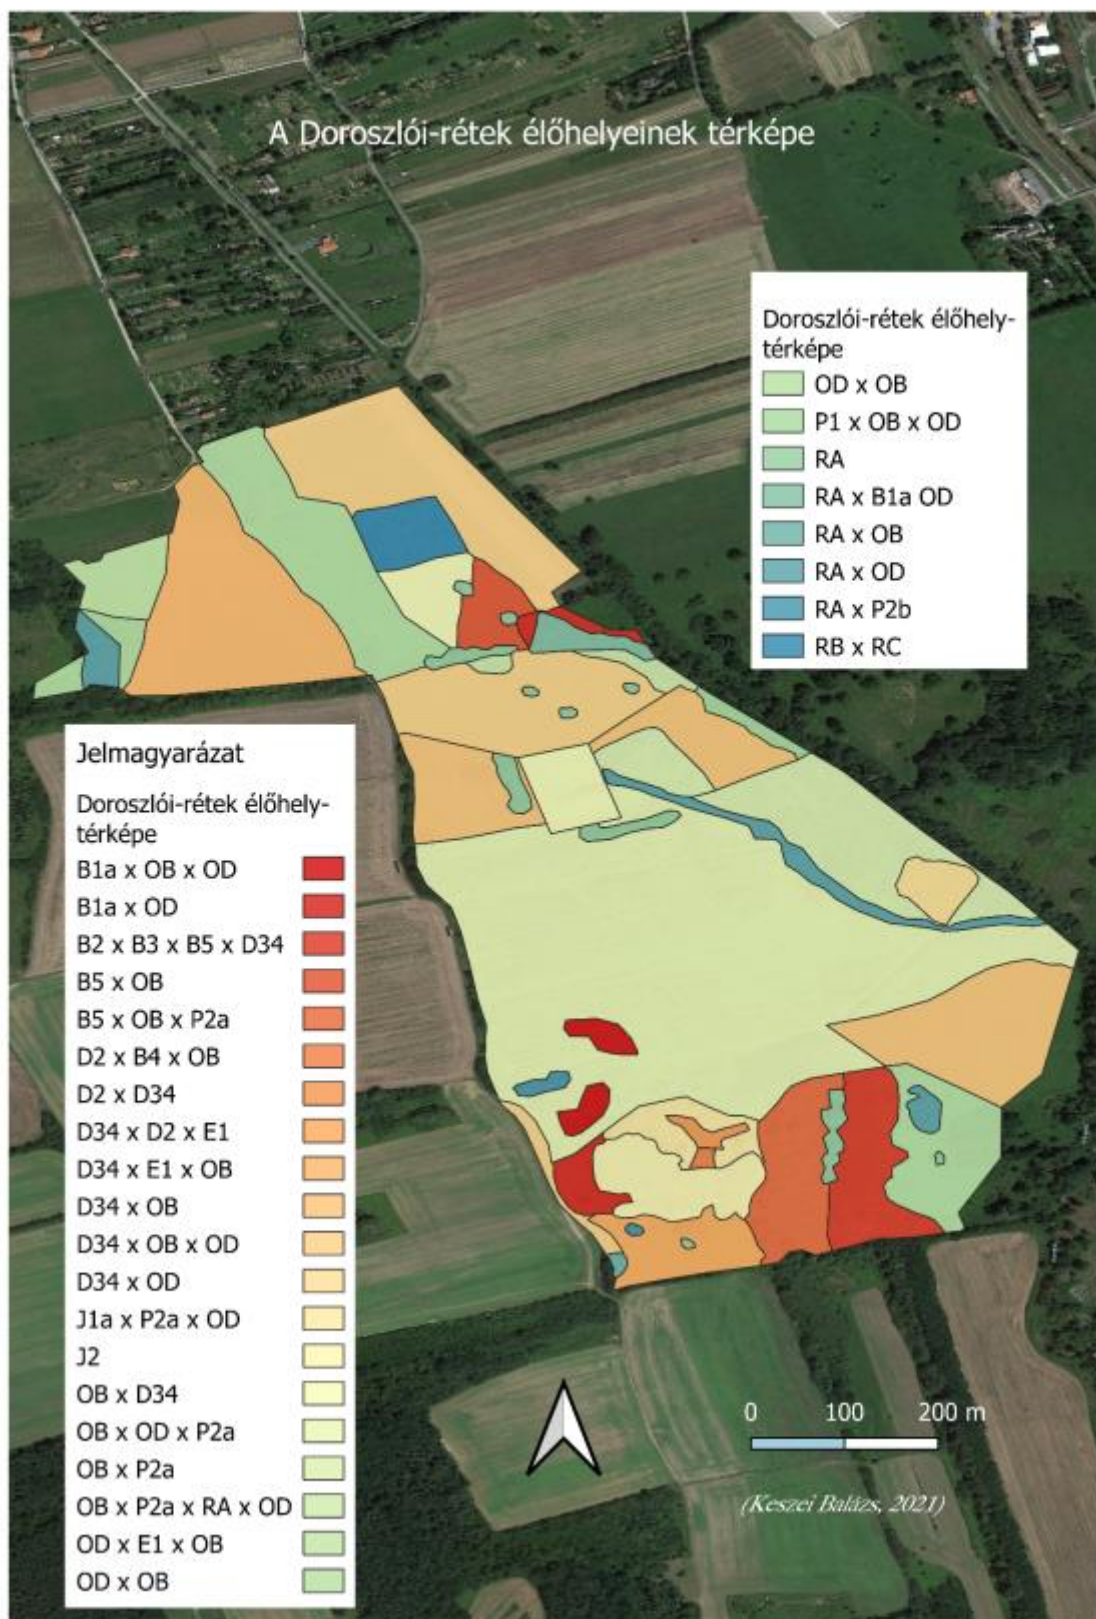 A Doroszlói-rétek élőhelyeinek térképe
Doroszlói-rétek élőhely-
térképe
OD x OB
P1 x OB x OD
RA
RA x B1a OD
RA x OB
RA x OD
RA x P2b
RB x RC
Jelmagyarázat
Doroszlói-rétek élőhely-
térképe
B1a x OB x OD
B1a x OD
B2 x B3 x B5 x D34
B5 x OB
B5 x OB x P2a
D2 x B4 x OB
D2 x D34
D34 x D2 x E1
D34 x E1 x OB
D34 x OB
D34 x OB x OD
D34 x OD
J1a x P2a x OD
J2
OB x D34
OB x OD x P2a
OB x P2a
OB x P2a x RA x OD
OD x E1 x OB
OD x OB
0 100 200 m
(Keszei Balázs, 2021)